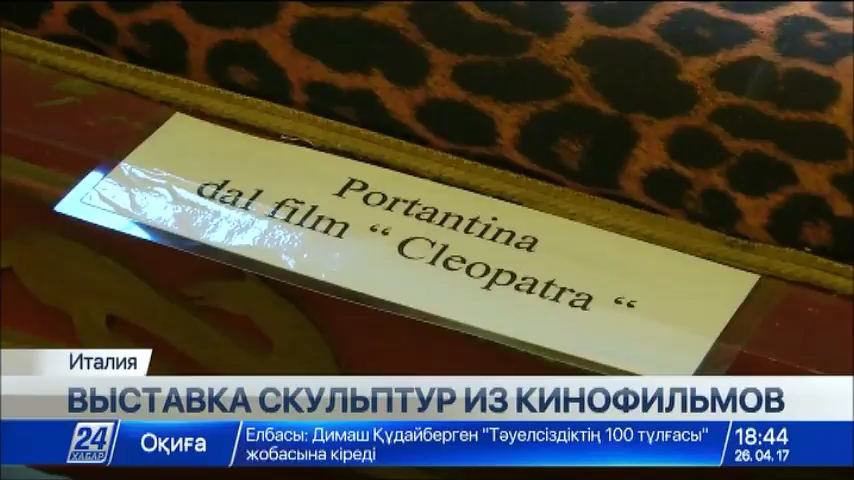 Portantina
dal film “ Cleopatra “
Италия
ВЫСТАВКА СКУЛЬПТУР ИЗ КИНОФИЛЬМОВ
24
ХАБАР
Оқиға
Елбасы: Димаш Құдайберген "Тәуелсіздіктің 100 тұлғасы"
жобасына кіреді
18:44
26.04.17